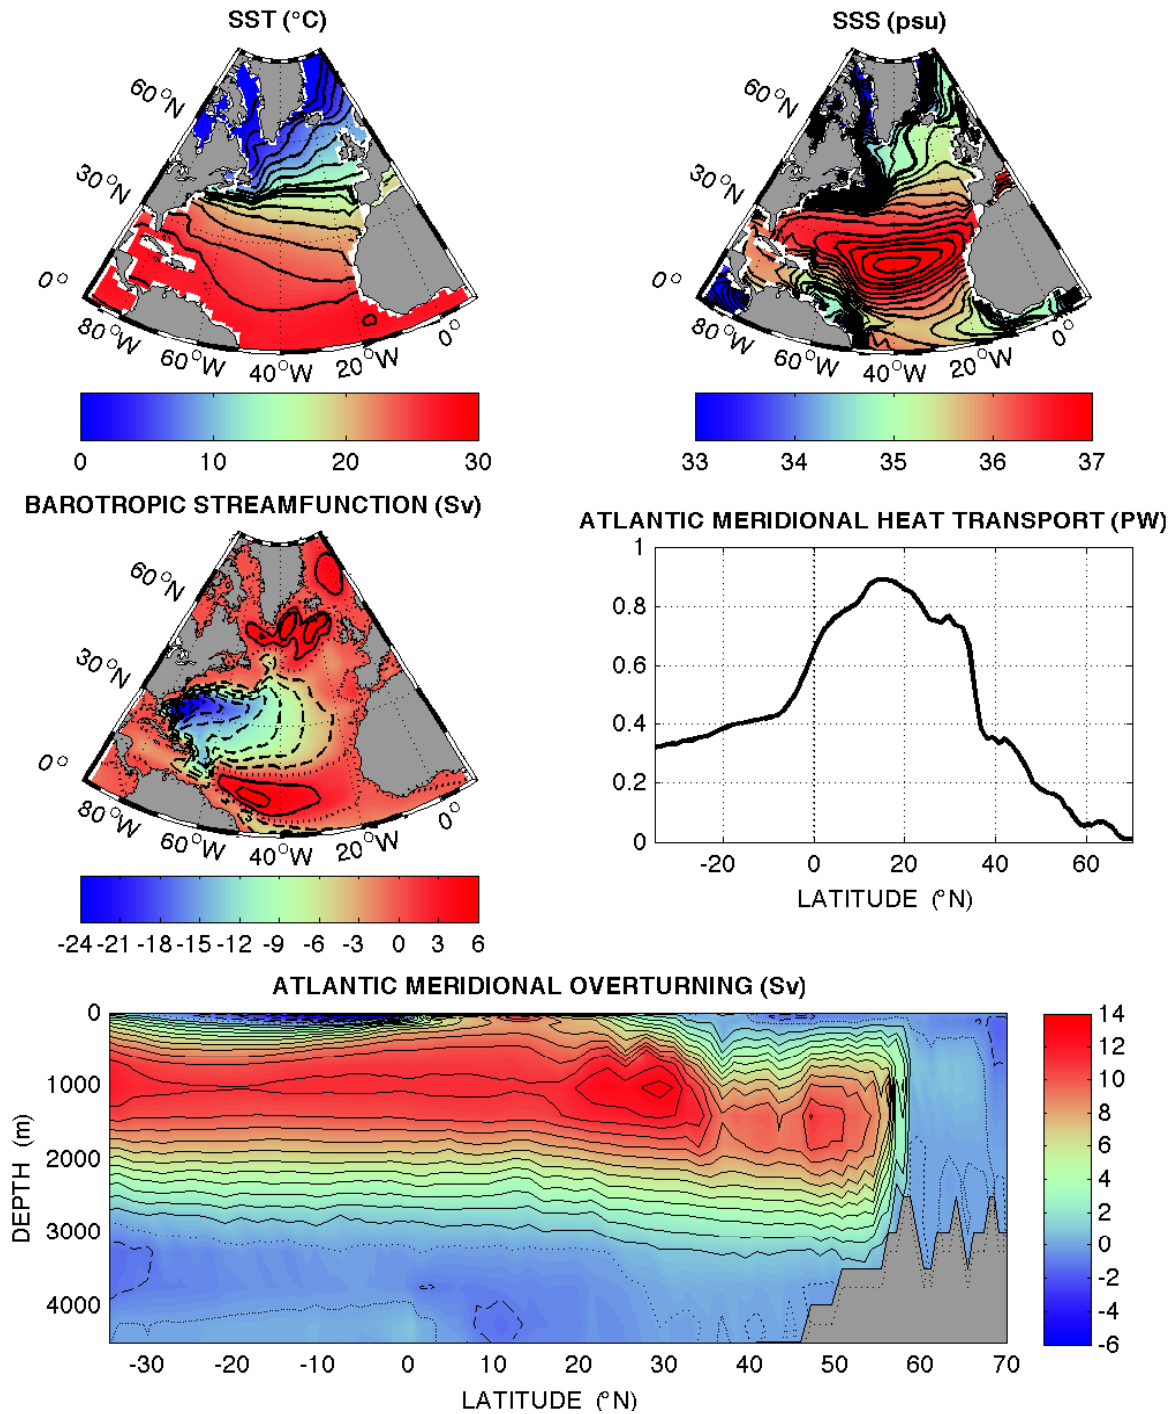 SST (°C)
60°N
30°N
0°
80°W
60°W
40°W
20°W
0°
0 10 20 30
SSS (psu)
60°N
30°N
0°
80°W
60°W
40°W
20°W
0°
33 34 35 36 37
BAROTROPIC STREAMFUNCTION (Sv)
60°N
30°N
0°
80°W
60°W
40°W
20°W
0°
-24 -21 -18 -15 -12 -9 -6 -3 0 3 6
ATLANTIC MERIDIONAL HEAT TRANSPORT (PW)
1
0.8
0.6
0.4
0.2
0
-20 0 20 40 60
LATITUDE (°N)
ATLANTIC MERIDIONAL OVERTURNING (Sv)
0
1000
2000
3000
4000
DEPTH (m)
-30 -20 -10 0 10 20 30 40 50 60 70
LATITUDE (°N)
14
12
10
8
6
4
2
0
-2
-4
-6